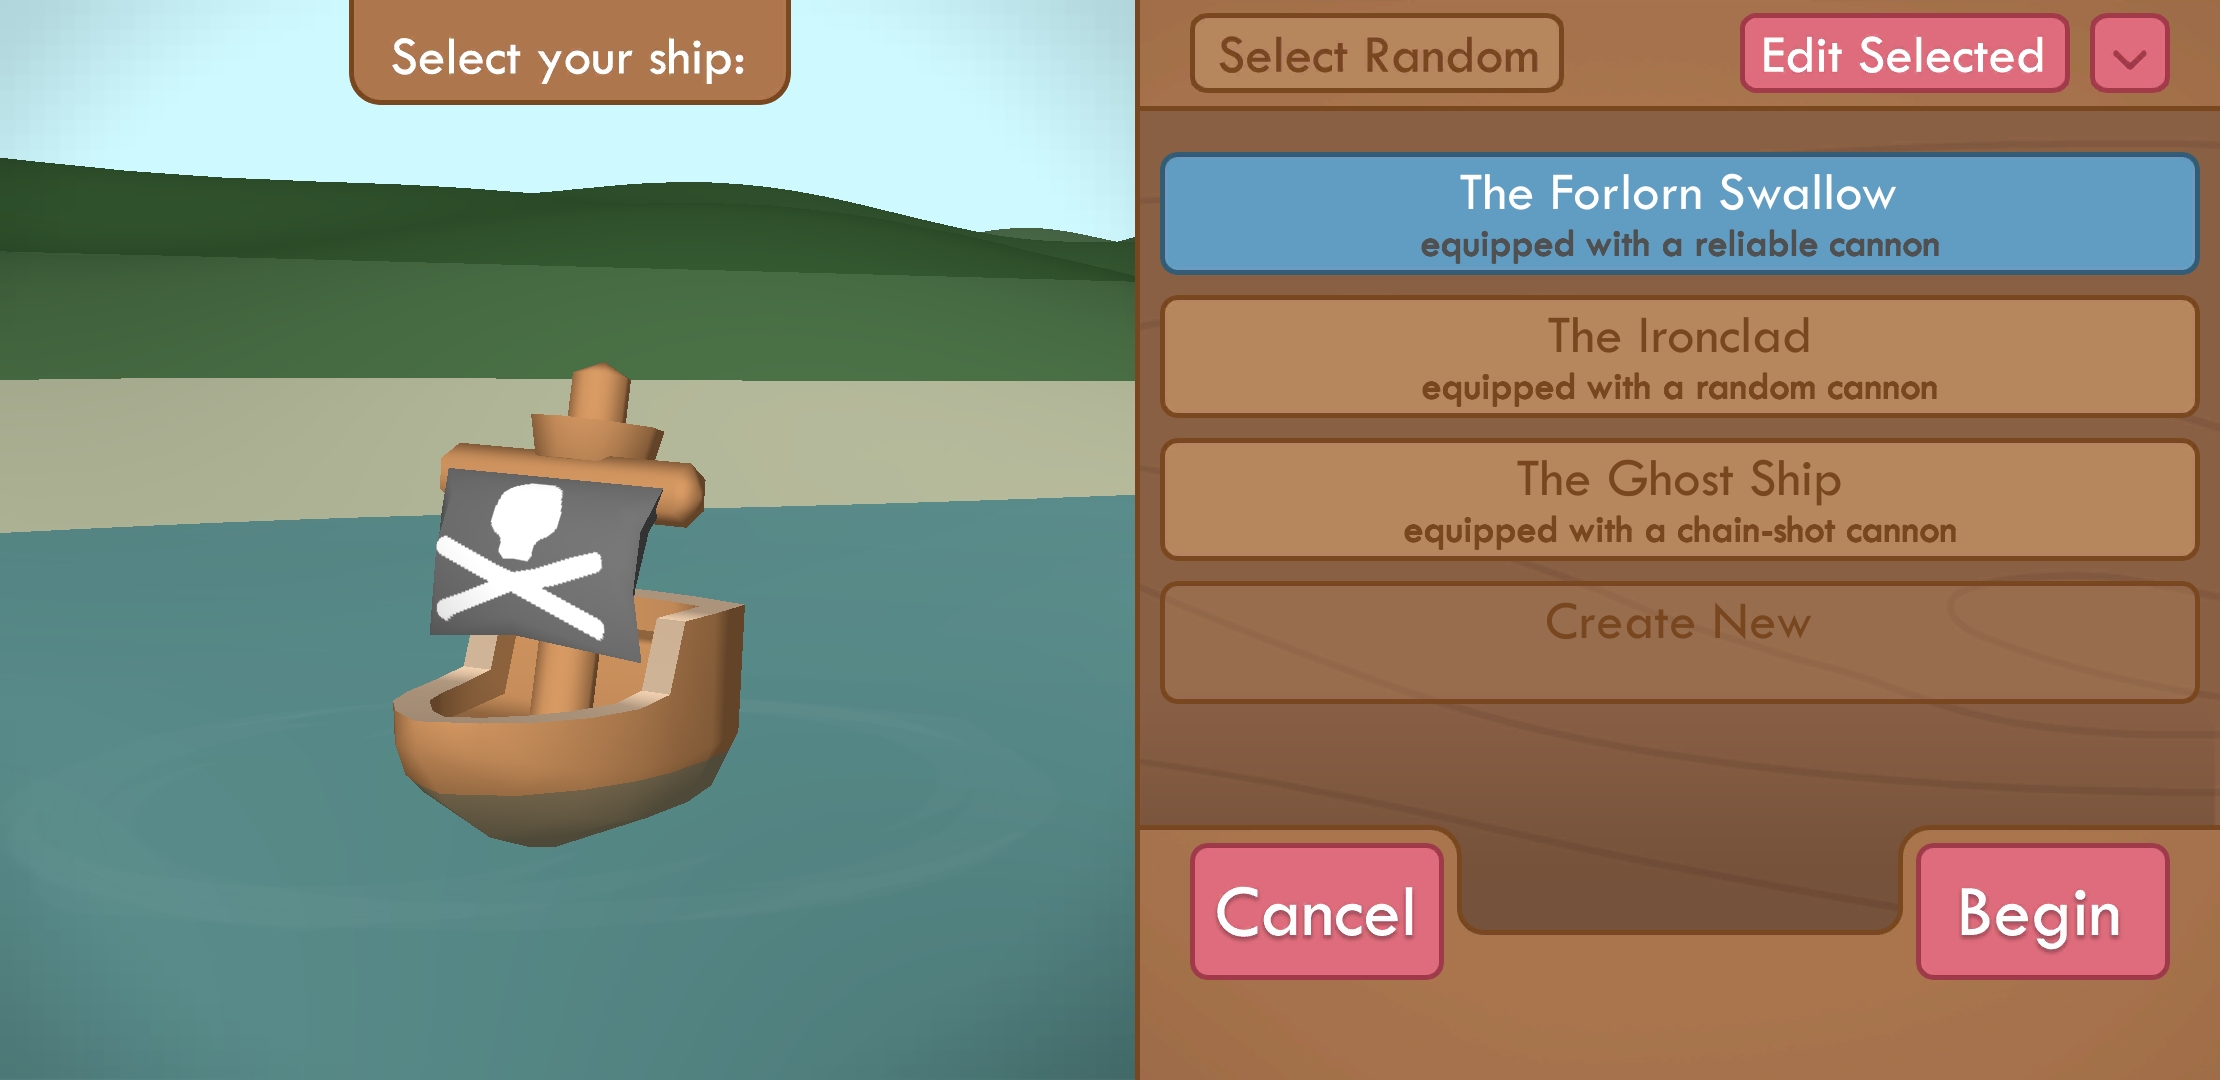 Select your ship:
Select Random
Edit Selected
The Forlorn Swallow
equipped with a reliable cannon
The Ironclad
equipped with a random cannon
The Ghost Ship
equipped with a chain-shot cannon
Create New
Cancel
Begin